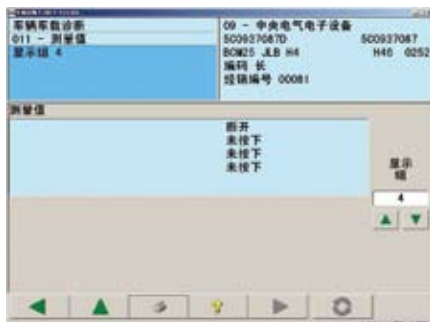 车辆车载诊断
011 - 测量值
显示组 4
09 - 中央电气电子设备
5C0937087D 5C0937087
BCM25 JLB H4 H46 0252
编码 长
经销编号 00081
测量值
断开
未按下
未按下
未按下
显示
组
4